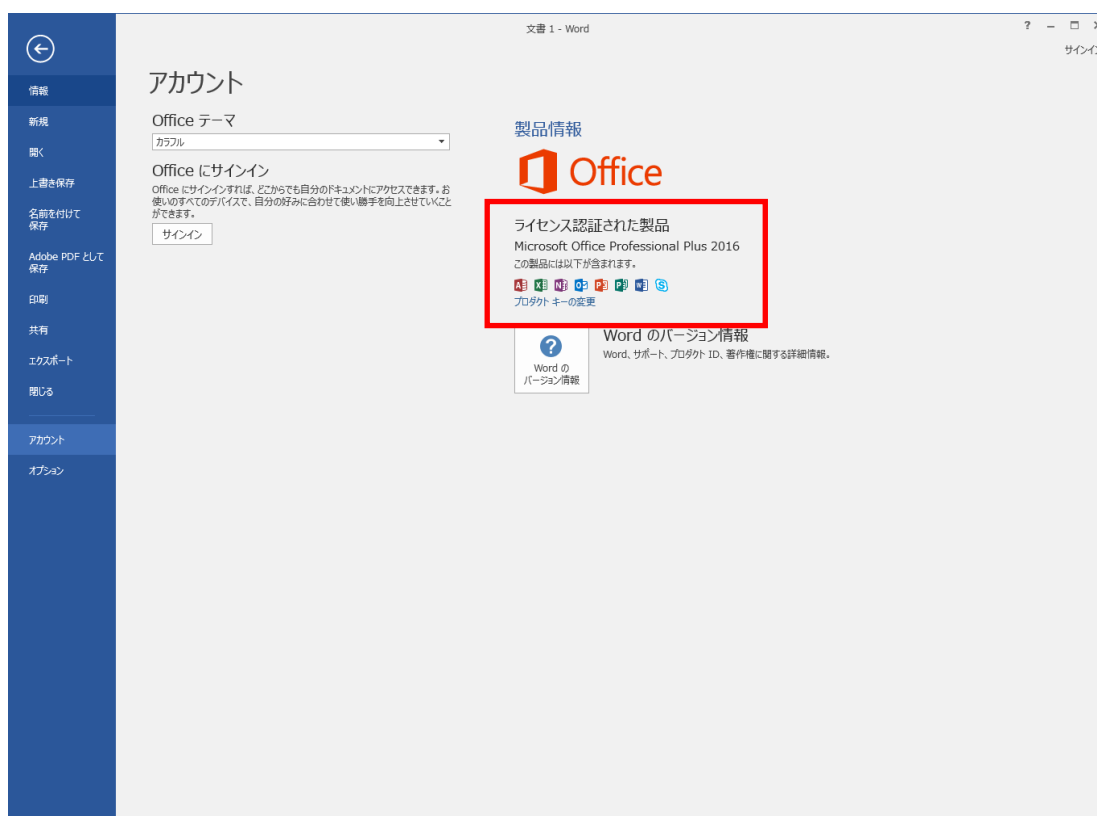 文書 1 - Word
?
サインイン
情報
新規
開く
上書き保存
名前を付けて
保存
Adobe PDF として
保存
印刷
共有
エクスポート
閉じる
アカウント
オプション
アカウント
Office テーマ
カラフル
Office にサインイン
Office にサインインすれば、どこからでも自分のドキュメントにアクセスできます。お
使いのすべてのデバイスで、自分の好みに合わせて使い勝手を向上させていくこと
ができます。
サインイン
製品情報
Office
ライセンス認証された製品
Microsoft Office Professional Plus 2016
この製品には以下が含まれます。
プロダクト キーの変更
?
Word の
バージョン情報
Word のバージョン情報
Word、サポート、プロダクト ID、著作権に関する詳細情報。